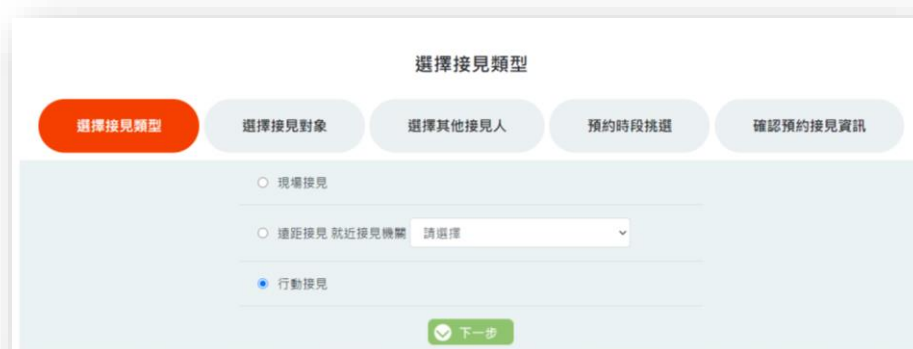 選擇接見類型
選擇接見類型 選擇接見對象 選擇其他接見人 預約時段挑選 確認預約接見資訊
現場接見
遠距接見 就近接見機關 請選擇
行動接見
下一步